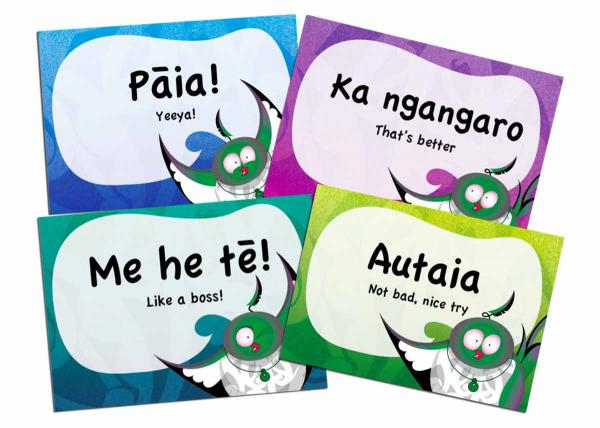 Pāia!
Yeeya!
Ka ngangaro
That's better
Me he tē!
Like a boss!
Autaia
Not bad, nice try